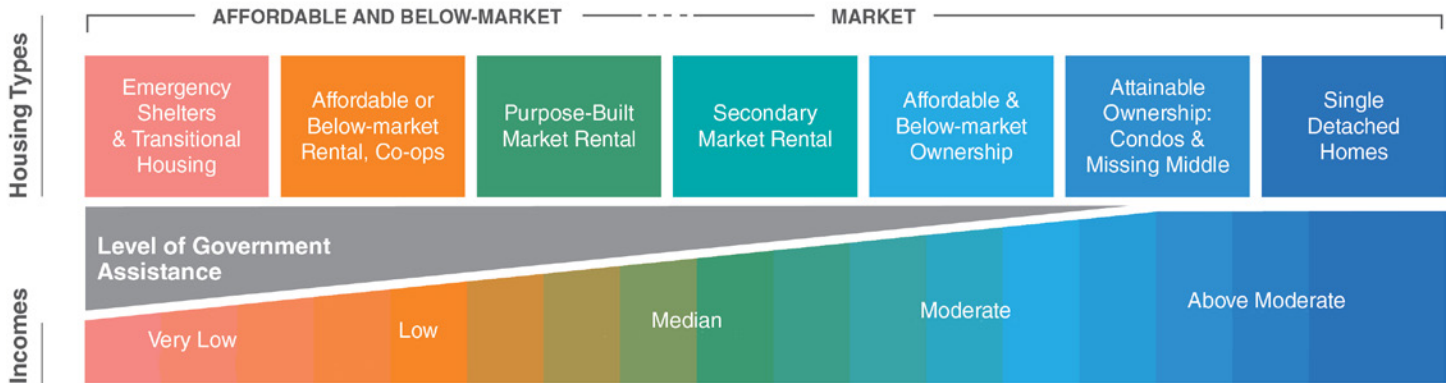 AFFORDABLE AND BELOW-MARKET
MARKET
Housing Types
Emergency
Shelters
& Transitional
Housing
Affordable or
Below-market
Rental, Co-ops
Purpose-Built
Market Rental
Secondary
Market Rental
Affordable &
Below-market
Ownership
Attainable
Ownership:
Condos &
Missing Middle
Single
Detached
Homes
Level of Government
Assistance
Incomes
Very Low
Low
Median
Moderate
Above Moderate